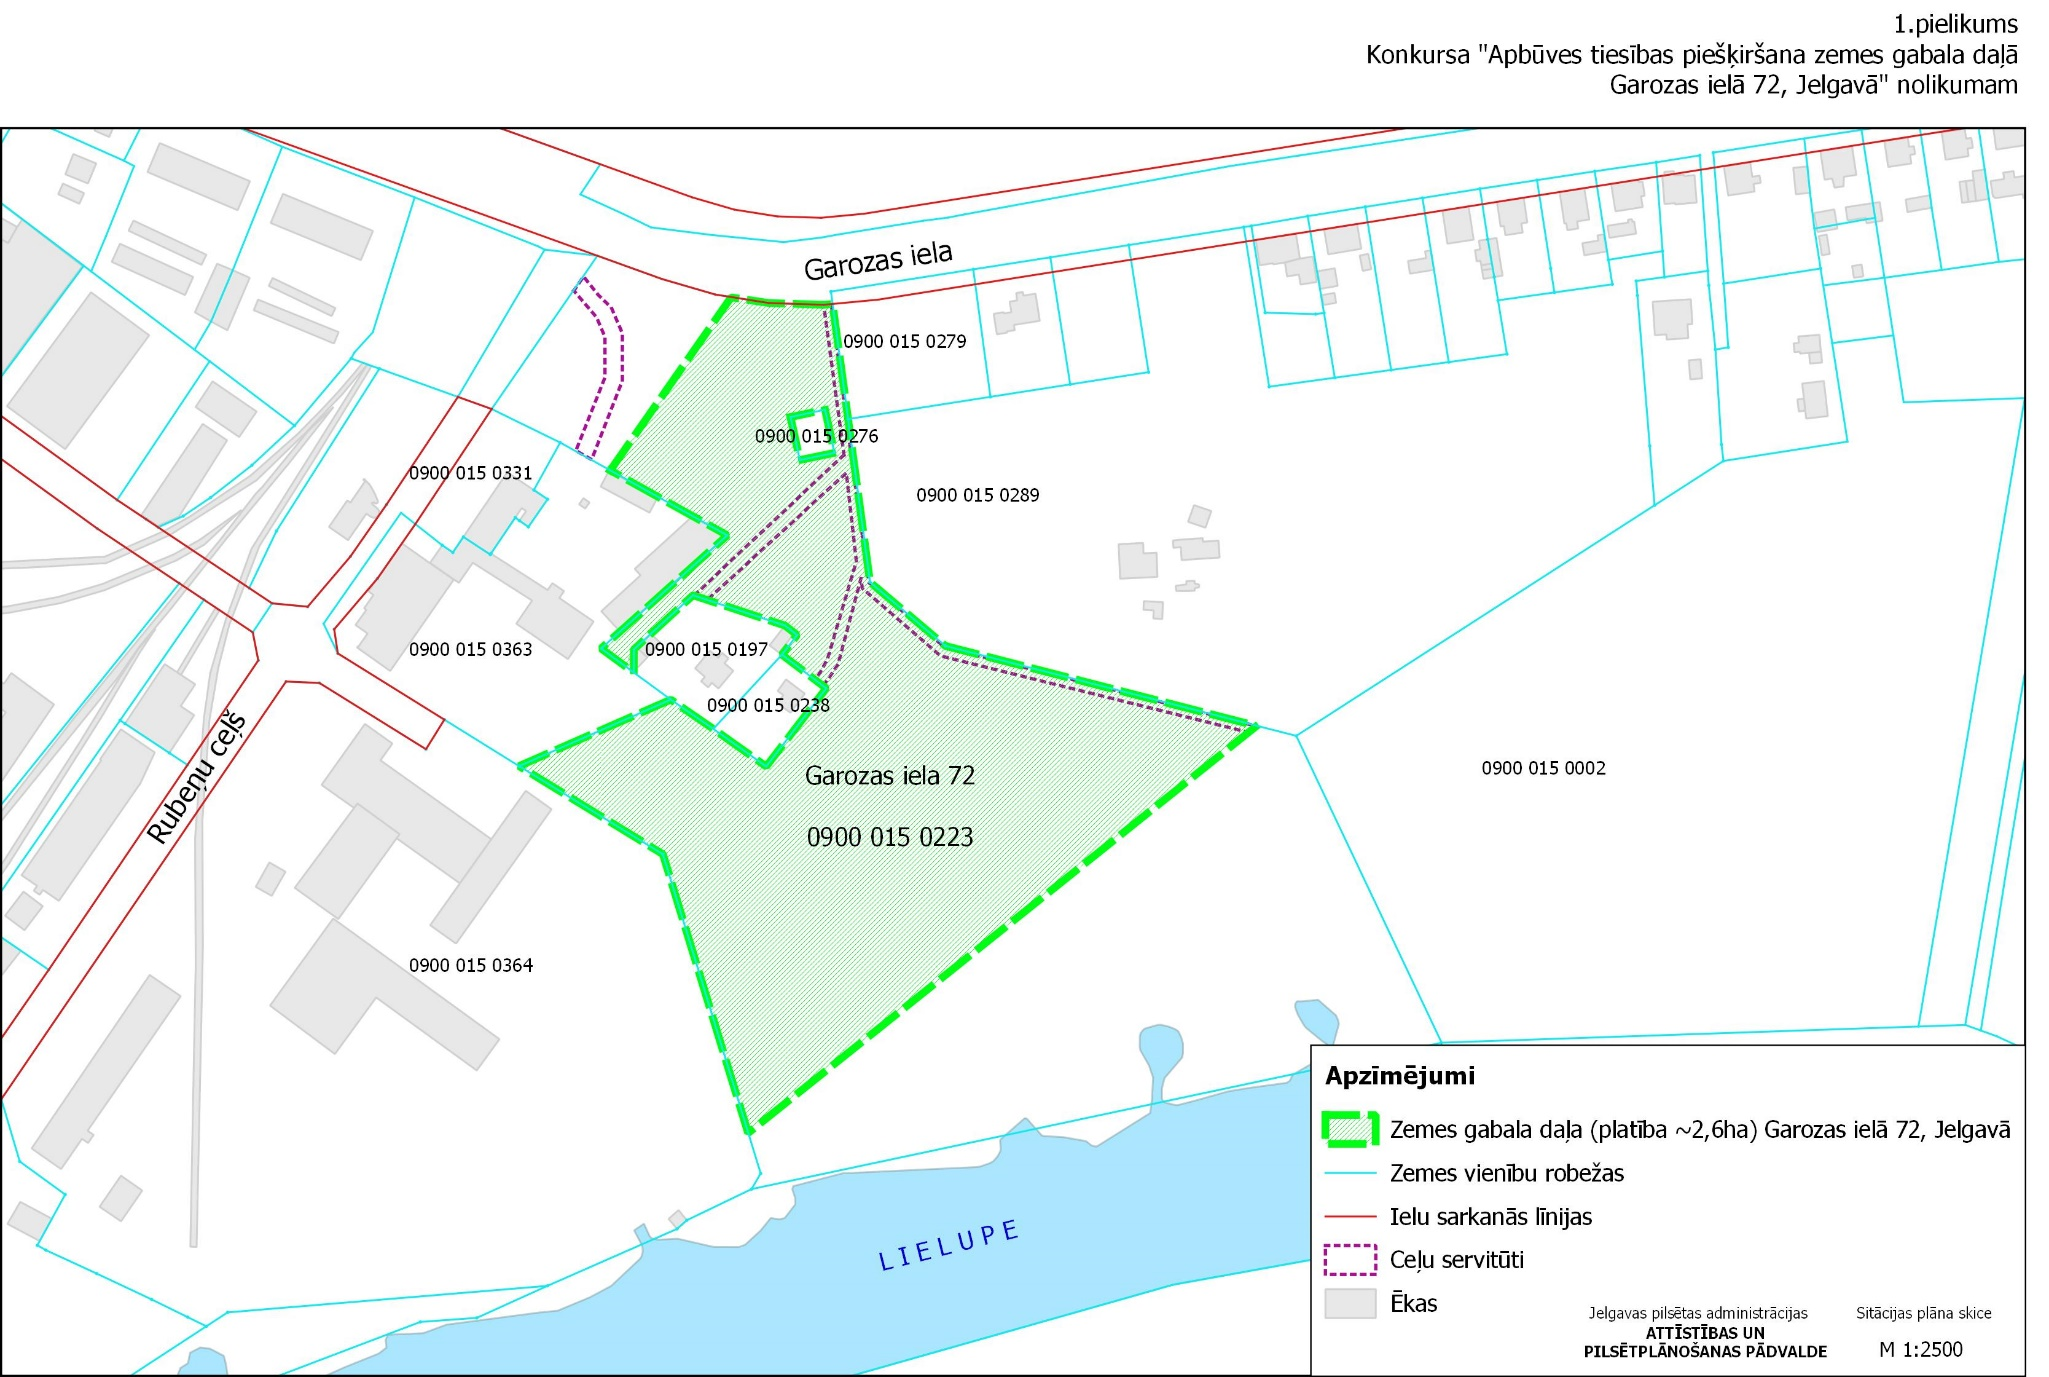 1.pielikums
Konkursa "Apbūves tiesības piešķiršana zemes gabala daļā
Garozas ielā 72, Jelgavā" nolikumam
Garozas iela
0900 015 0279
0900 015 0276
0900 015 0331
0900 015 0289
0900 015 0363
0900 015 0197
0900 015 0238
Rubeņu ceļš
Garozas iela 72
0900 015 0002
0900 015 0223
0900 015 0364
LIELUPE
Apzīmējumi
Zemes gabala daļa (platība ~2,6ha) Garozas ielā 72, Jelgavā
Zemes vienību robežas
Ielu sarkanās līnijas
Ceļu servitūti
Ēkas
Jelgavas pilsētas administrācijas
ATTĪSTĪBAS UN
PILSĒTPLĀNOŠANAS PĀDVALDE
Sitācijas plāna skice
M 1:2500